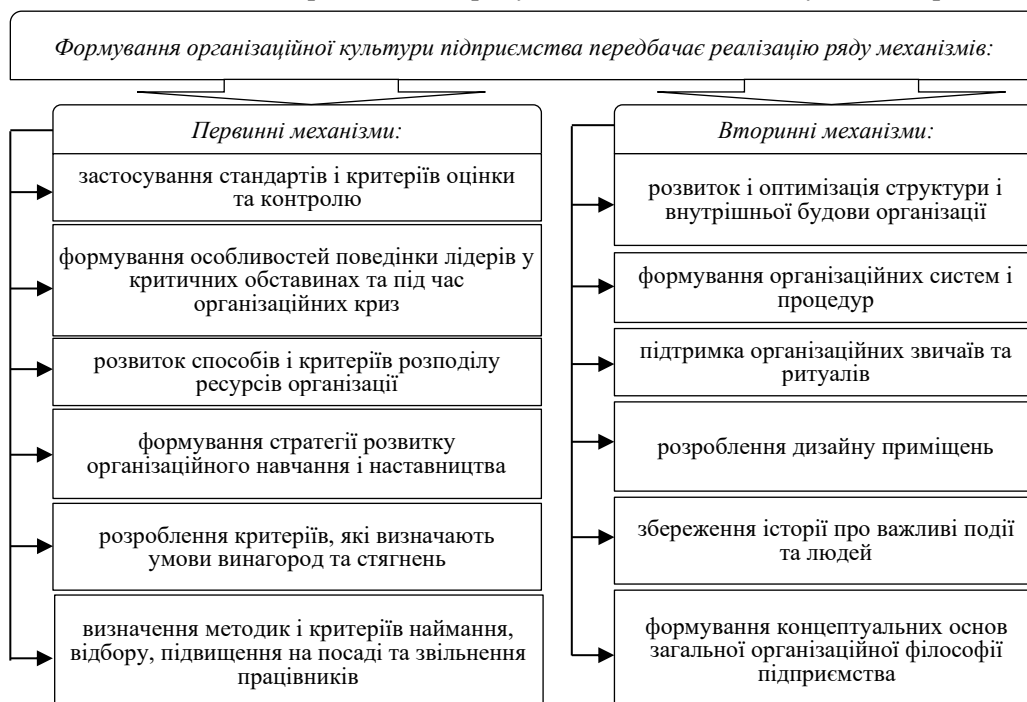 Формування організаційної культури підприємства передбачає реалізацію ряду механізмів:
Первинні механізми:
застосування стандартів і критеріїв оцінки
та контролю
формування особливостей поведінки лідерів у
критичних обставинах та під час
організаційних криз
розвиток способів і критеріїв розподілу
ресурсів організації
формування стратегії розвитку
організаційного навчання і наставництва
розроблення критеріїв, які визначають
умови винагород та стягнень
визначення методик і критеріїв наймання,
відбору, підвищення на посаді та звільнення
працівників
Вторинні механізми:
розвиток і оптимізація структури і
внутрішньої будови організації
формування організаційних систем і
процедур
підтримка організаційних звичаїв та
ритуалів
розроблення дизайну приміщень
збереження історії про важливі події
та людей
формування концептуальних основ
загальної організаційної філософії
підприємства